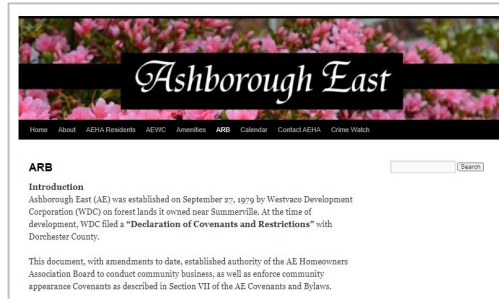 Ashborough East
Home About AEHA Residents AEWC Amenities ARB Calendar Contact AEHA Crime Watch
ARB
Search
Introduction
Ashborough East (AE) was established on September 27, 1979 by Westvaco Development
Corporation (WDC) on forest lands it owned near Summerville. At the time of
development, WDC filed a “Declaration of Covenants and Restrictions” with
Dorchester County.
This document, with amendments to date, established authority of the AE Homeowners
Association Board to conduct community business, as well as enforce community
appearance Covenants as described in Section VII of the AE Covenants and Bylaws.